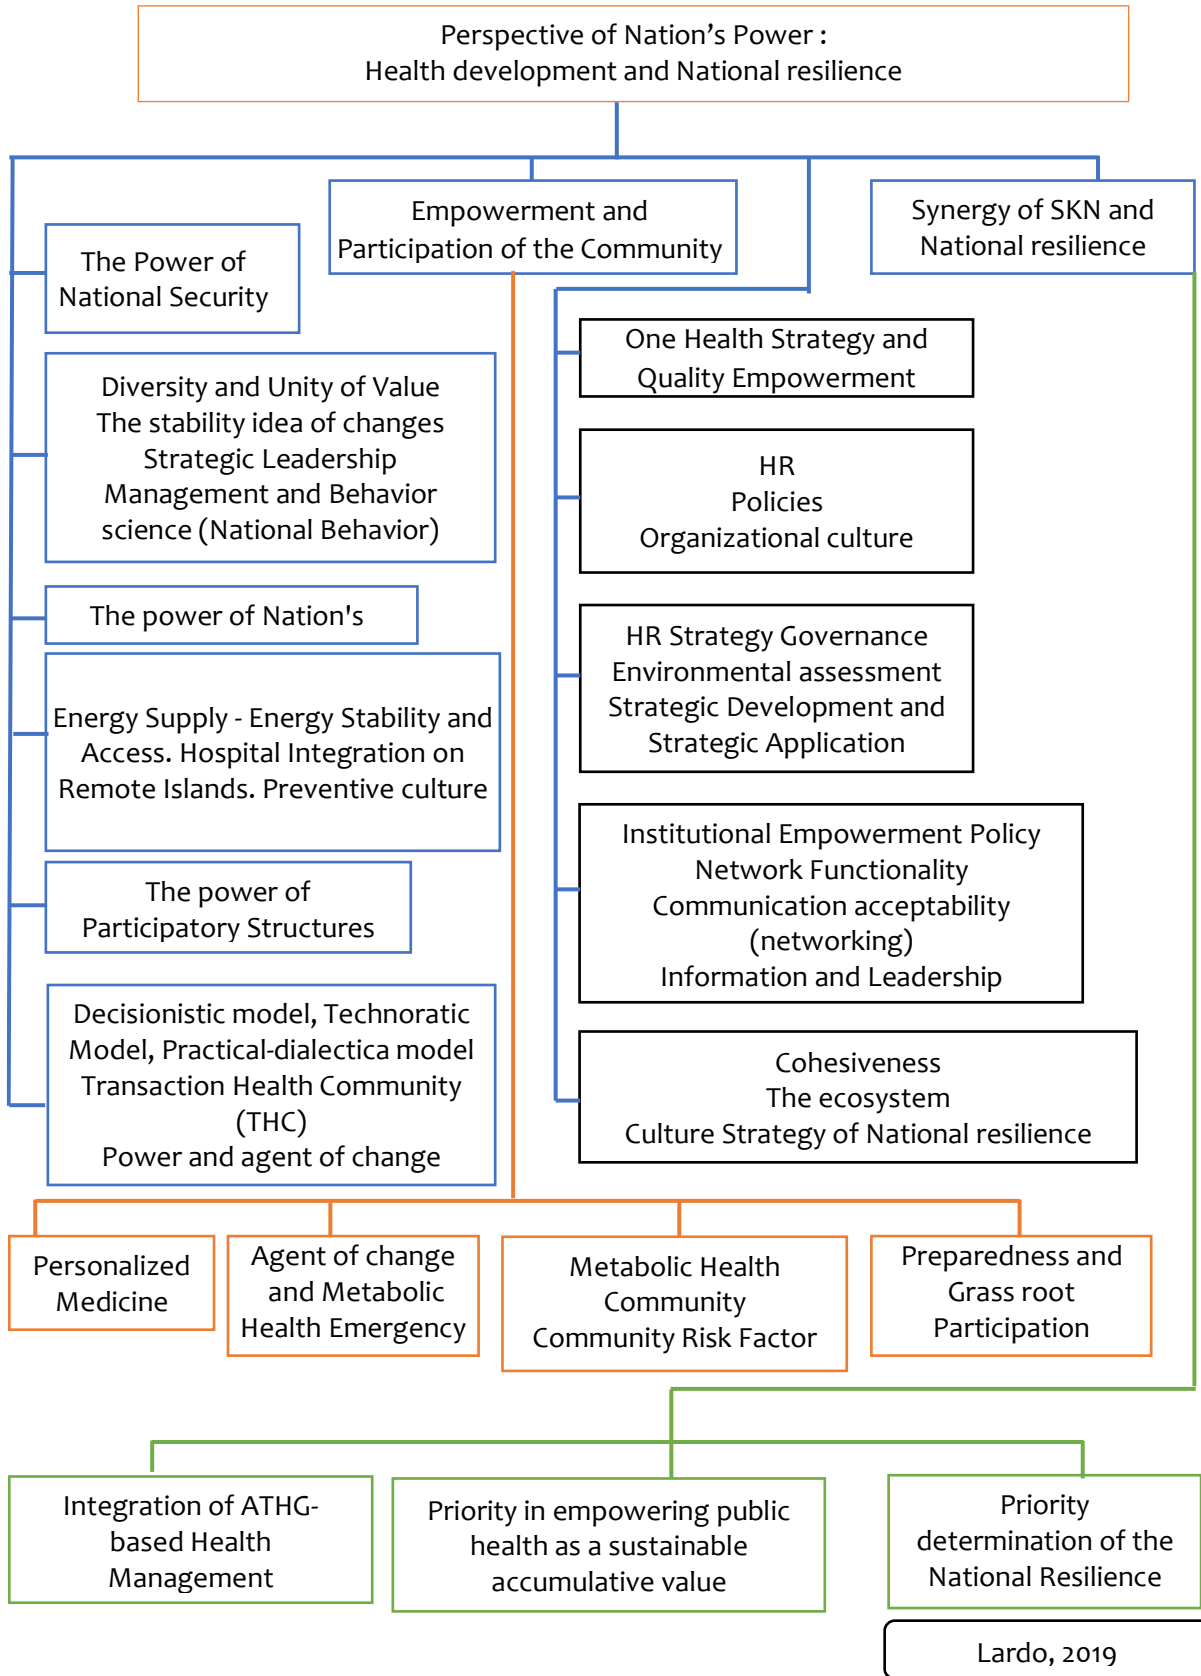 Perspective of Nation's Power :
Health development and National resilience
Empowerment and
Participation of the Community
Synergy of SKN and
National resilience
The Power of
National Security
Diversity and Unity of Value
The stability idea of changes
Strategic Leadership
Management and Behavior
science (National Behavior)
The power of Nation's
Energy Supply - Energy Stability and
Access. Hospital Integration on
Remote Islands. Preventive culture
The power of
Participatory Structures
Decisionistic model, Technoratic
Model, Practical-dialectica model
Transaction Health Community
(THC)
Power and agent of change
One Health Strategy and
Quality Empowerment
HR
Policies
Organizational culture
HR Strategy Governance
Environmental assessment
Strategic Development and
Strategic Application
Institutional Empowerment Policy
Network Functionality
Communication acceptability
(networking)
Information and Leadership
Cohesiveness
The ecosystem
Culture Strategy of National resilience
Personalized
Medicine
Agent of change
and Metabolic
Health Emergency
Metabolic Health
Community
Community Risk Factor
Preparedness and
Grass root
Participation
Integration of ATHG-
based Health
Management
Priority in empowering public
health as a sustainable
accumulative value
Priority
determination of the
National Resilience
Lardo, 2019